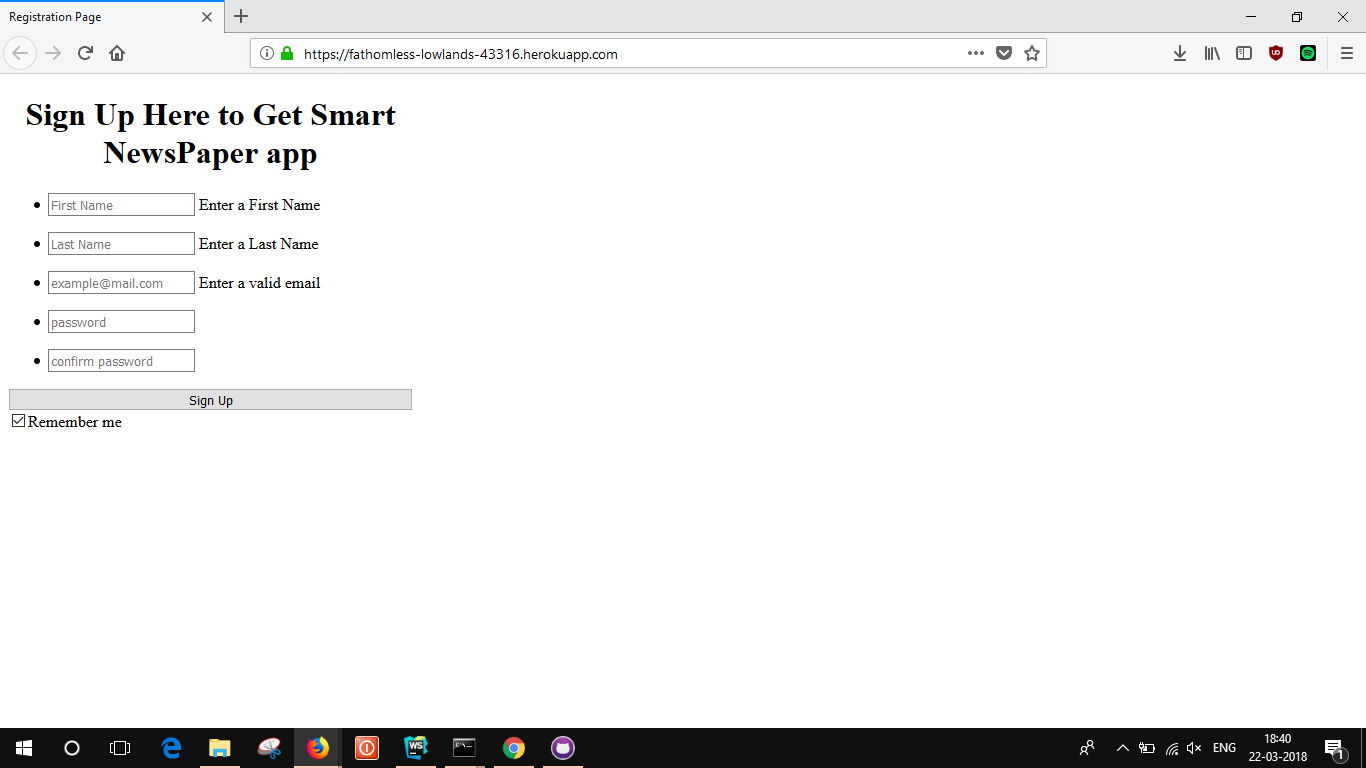 Registration Page
https://fathomless-lowlands-43316.herokuapp.com
Sign Up Here to Get Smart
NewsPaper app
First Name Enter a First Name
Last Name Enter a Last Name
example@mail.com Enter a valid email
password
confirm password
Sign Up
Remember me
WS
C:\
ENG
18:40
22-03-2018
1